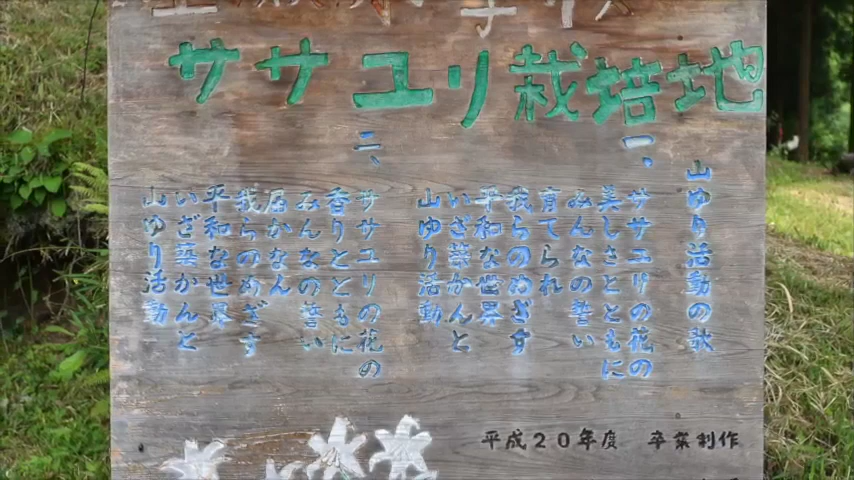 ササユリ栽培地
山ゆり活動の歌
一、
ササユリの花の
美しさとともに
みんなの誓い
育てられ
我らのめざす
平和な世界
いざ築かんと
山ゆり活動
二、
ササユリの花の
香りとともに
みんなの誓い
届かなん
我らのめざす
平和な世界
いざ築かんと
山ゆり活動
平成20年度 卒業制作